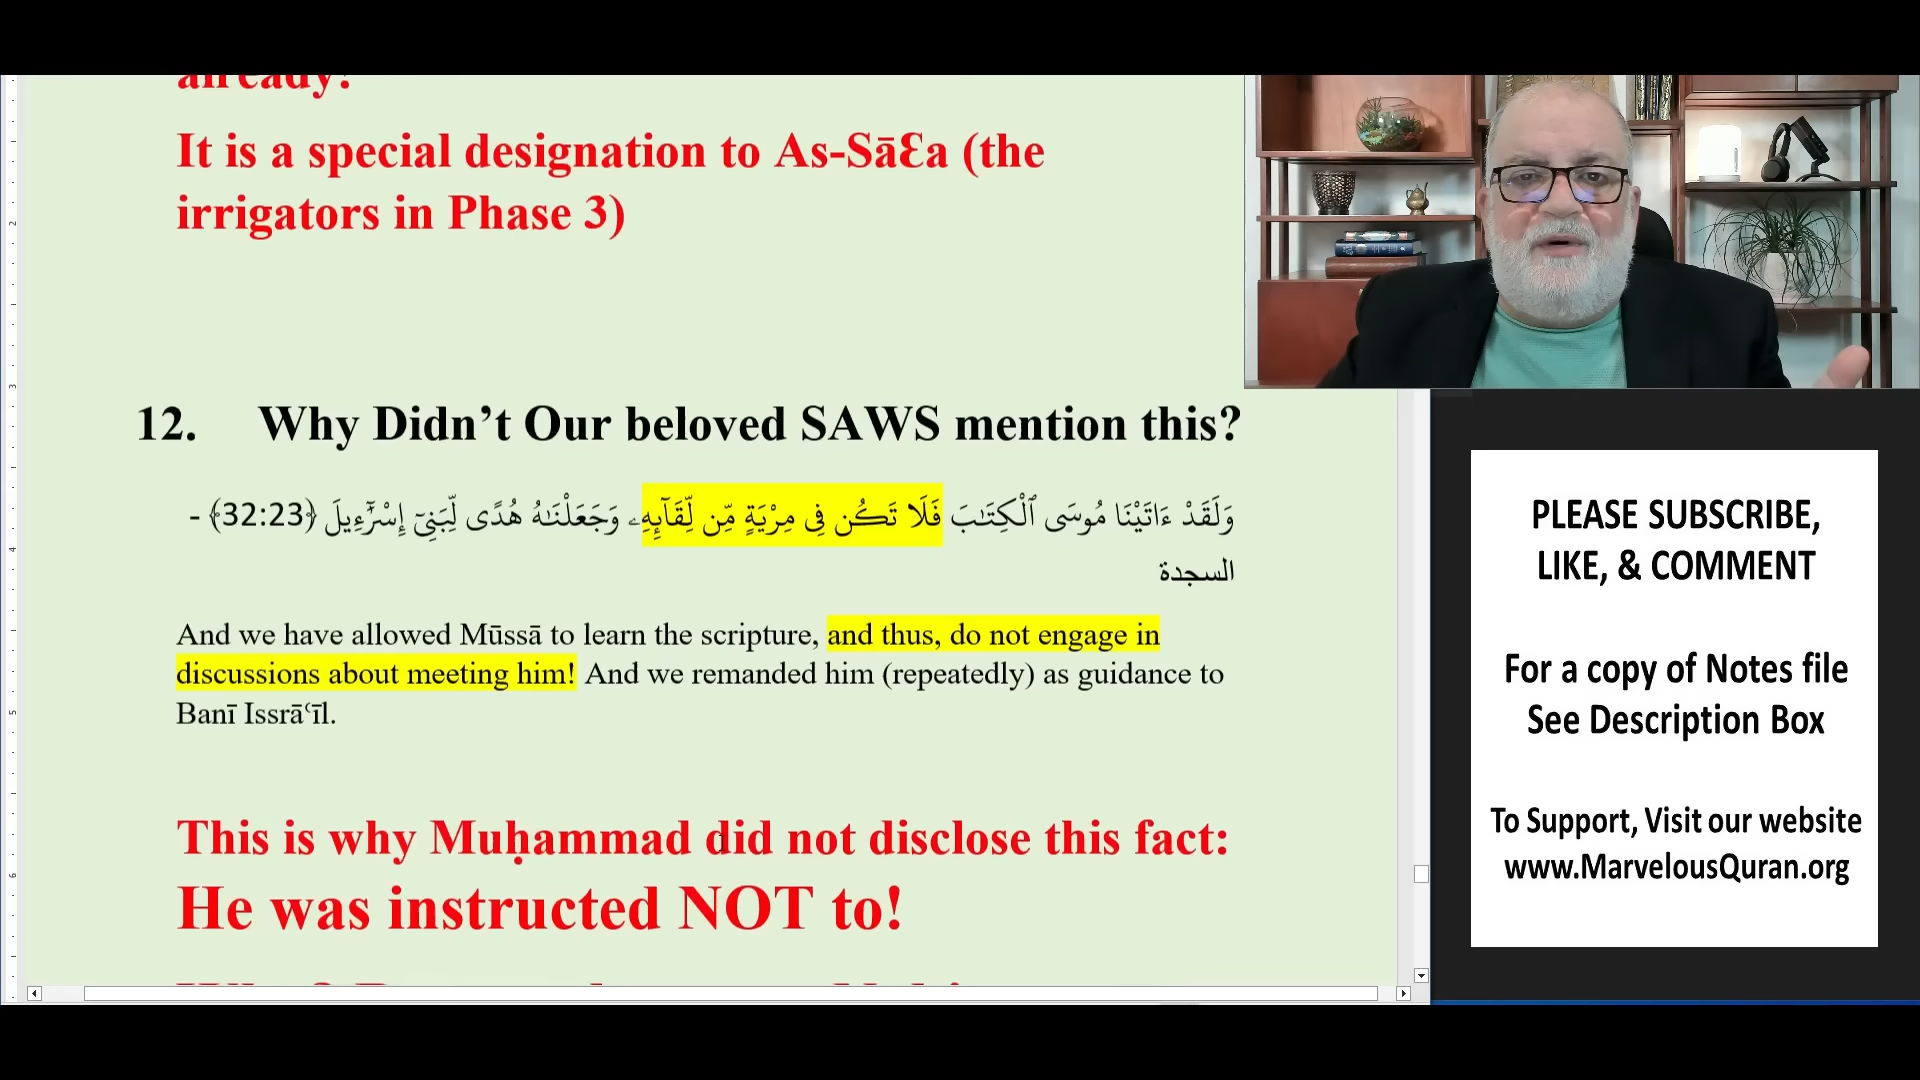 already!
It is a special designation to As-SāƐa (the
irrigators in Phase 3)
12. Why Didn’t Our beloved SAWS mention this?
وَلَقَدْ ءَاتَيْنَا مُوسَى ٱلْكِتَـٰبَ فَلَا تَكُن فِى مِرْيَةٍ مِّن لِّقَآئِهِۦ وَجَعَلْنَـٰهُ هُدًى لِّبَنِىٓ إِسْرَٰٓءِيلَ ﴿32:23﴾ -
السجدة
And we have allowed Mūssā to learn the scripture, and thus, do not engage in
discussions about meeting him! And we remanded him (repeatedly) as guidance to
Banī Issrāʿīl.
This is why Muḥammad did not disclose this fact:
He was instructed NOT to!
PLEASE SUBSCRIBE,
LIKE, & COMMENT
For a copy of Notes file
See Description Box
To Support, Visit our website
www.MarvelousQuran.org